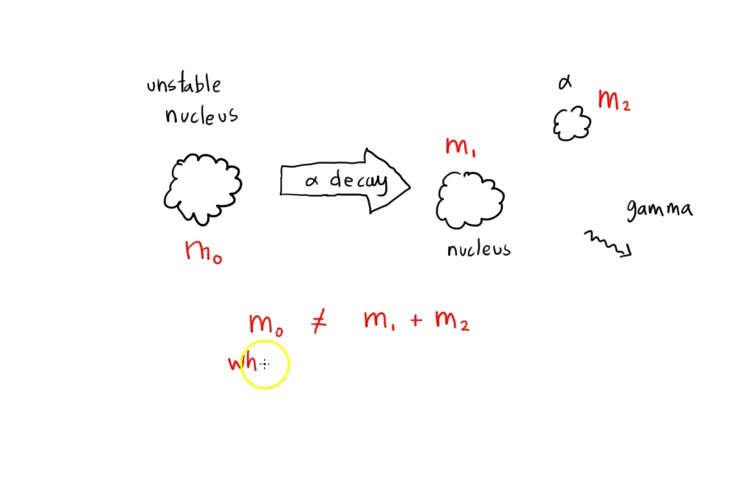 unstable
nucleus
α
m₂
m₁
α decay
gamma
m₀
nucleus
m₀ ≠ m₁ + m₂
wh